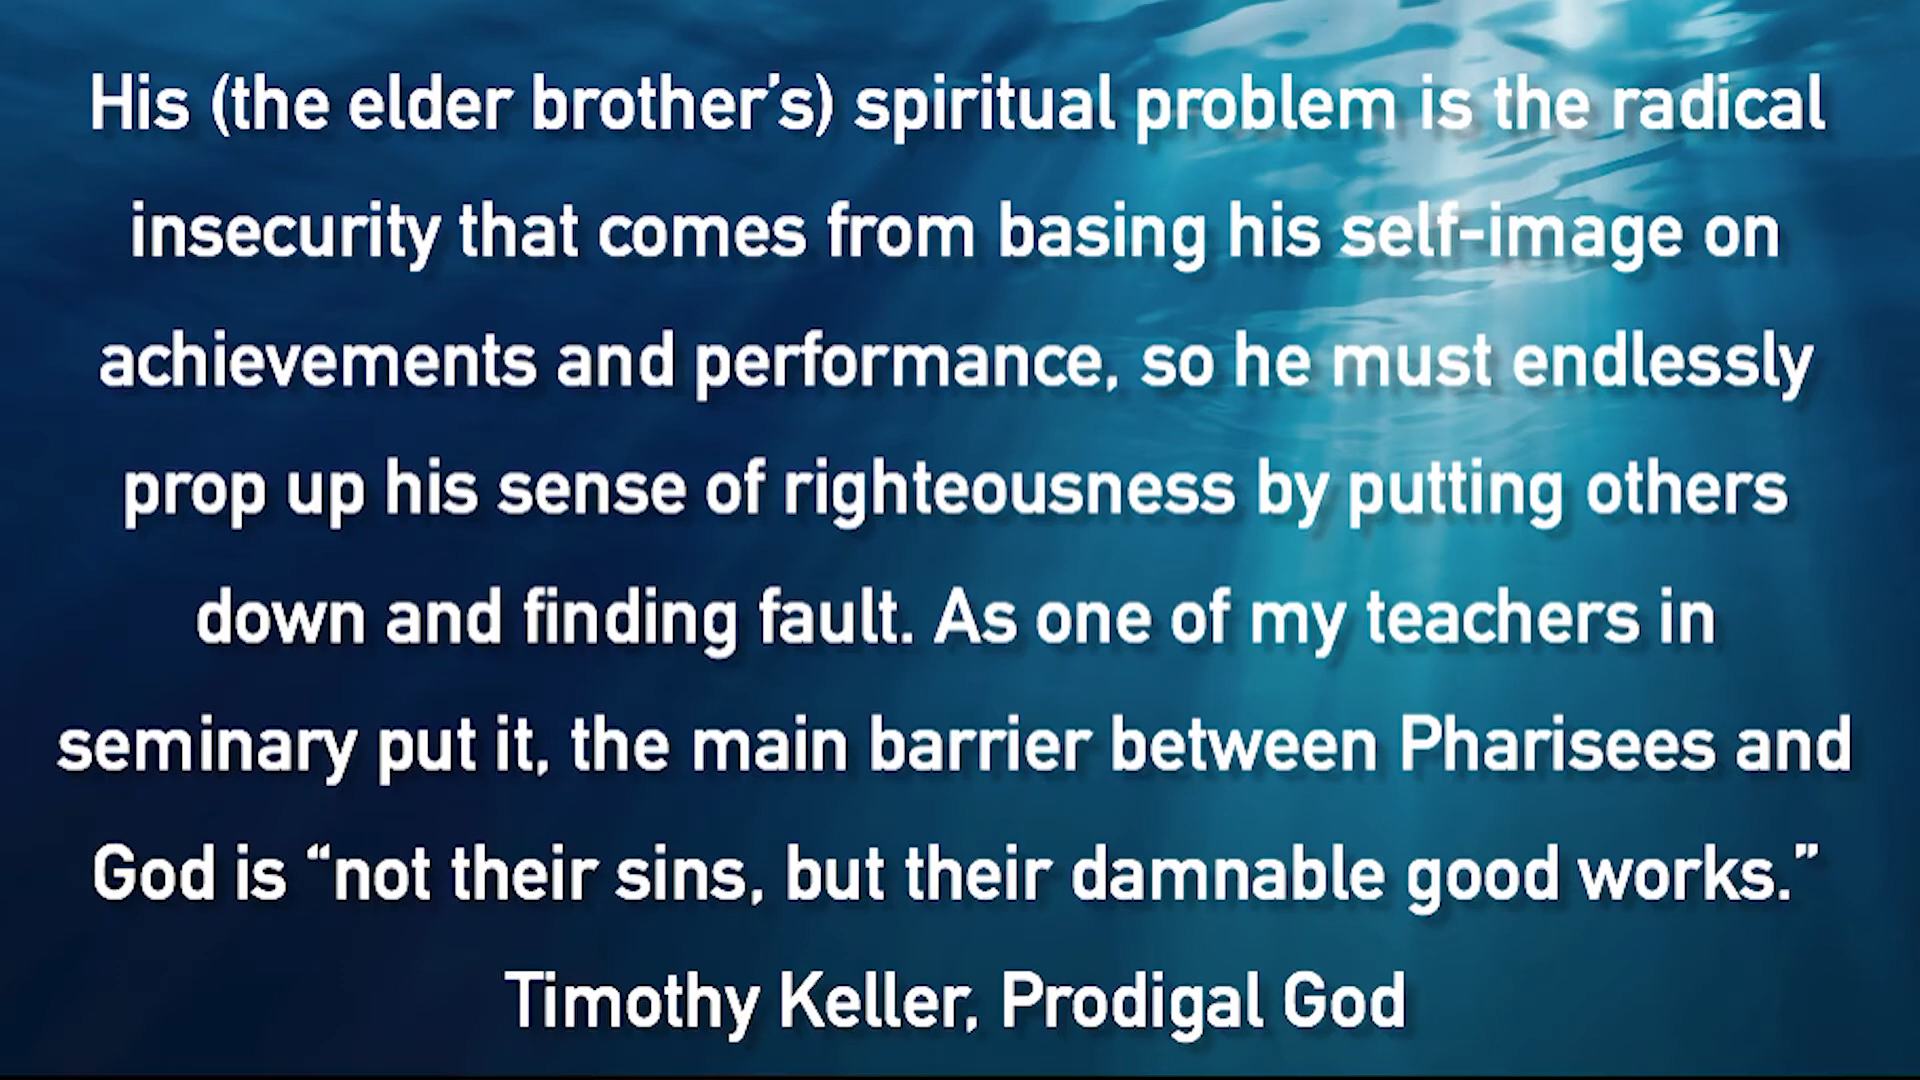 His (the elder brother’s) spiritual problem is the radical
insecurity that comes from basing his self-image on
achievements and performance, so he must endlessly
prop up his sense of righteousness by putting others
down and finding fault. As one of my teachers in
seminary put it, the main barrier between Pharisees and
God is “not their sins, but their damnable good works.”
Timothy Keller, Prodigal God